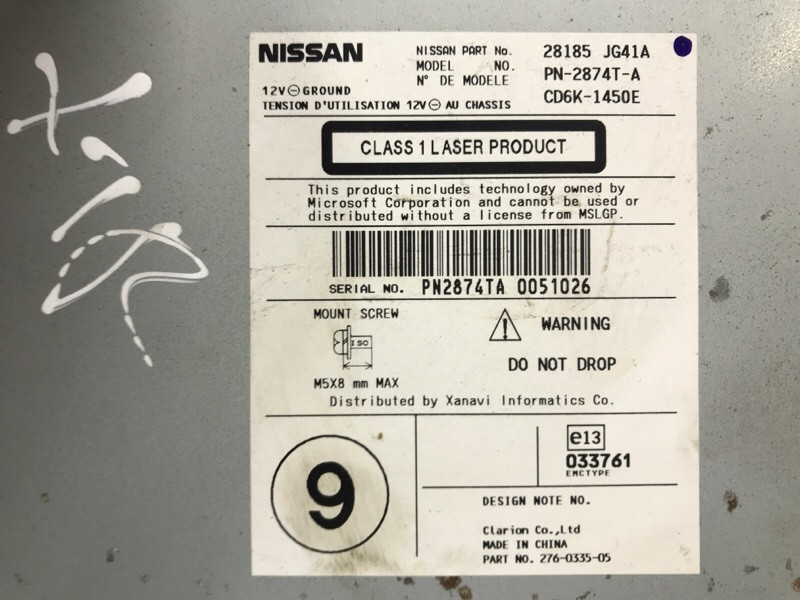 NISSAN
NISSAN PART No. 28185 JG41A
MODEL NO. PN-2874T-A
N° DE MODELE CD6K-1450E
12V⊖GROUND
TENSION D'UTILISATION 12V⊖ AU CHASSIS
CLASS 1 LASER PRODUCT
This product includes technology owned by
Microsoft Corporation and cannot be used or
distributed without a license from MSLGP.
SERIAL NO. PN2874TA 0051026
MOUNT SCREW
ISO
M5X8 mm MAX
WARNING
DO NOT DROP
Distributed by Xanavi Informatics Co.
9
e13
033761
EMCTYPE
DESIGN NOTE NO.
Clarion Co.,Ltd
MADE IN CHINA
PART NO. 276-0335-05